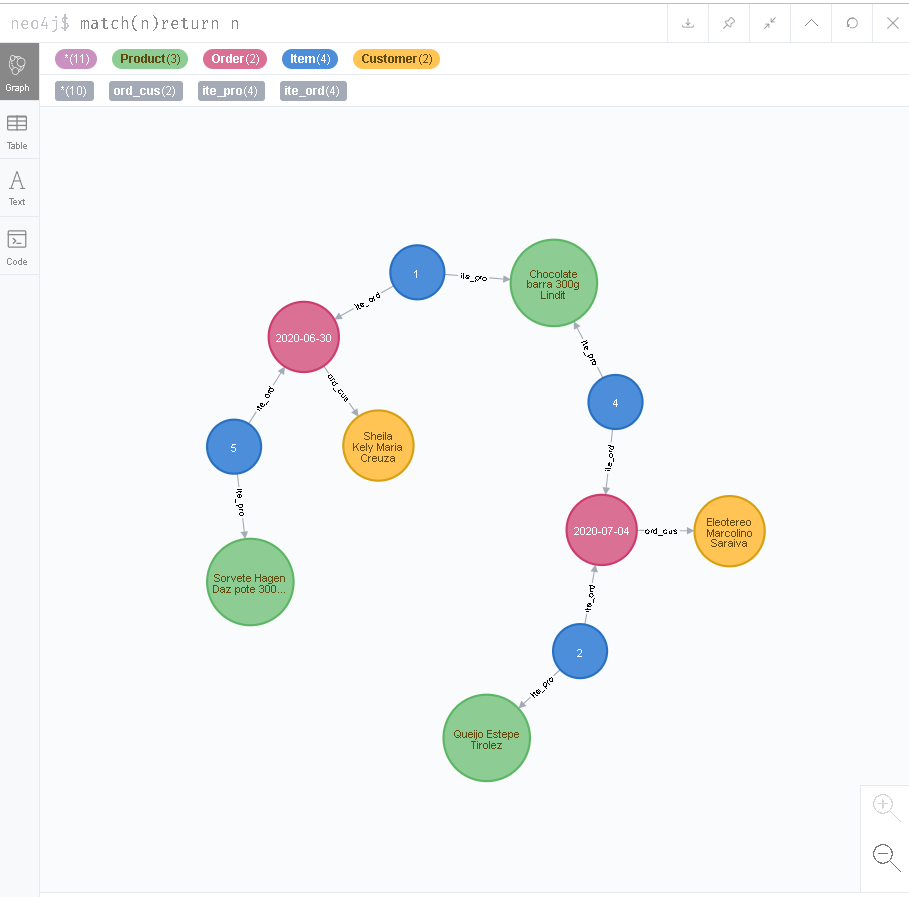 neo4j$ match(n)return n
*(11) Product(3) Order(2) Item(4) Customer(2)
*(10) ord_cus(2) ite_pro(4) ite_ord(4)
Graph
Table
Text
Code
1
ite_pro
Chocolate
barra 300g
Lindit
ite_ord
2020-06-30
ite_pro
ord_cus
ite_ord
4
5
Sheila
Kely Maria
Creuza
ite_ord
ite_pro
2020-07-04
ord_cus
Eleotereo
Marcolino
Saraiva
Sorvete Hagen
Daz pote 300...
ite_ord
2
ite_pro
Queijo Estepe
Tirolez